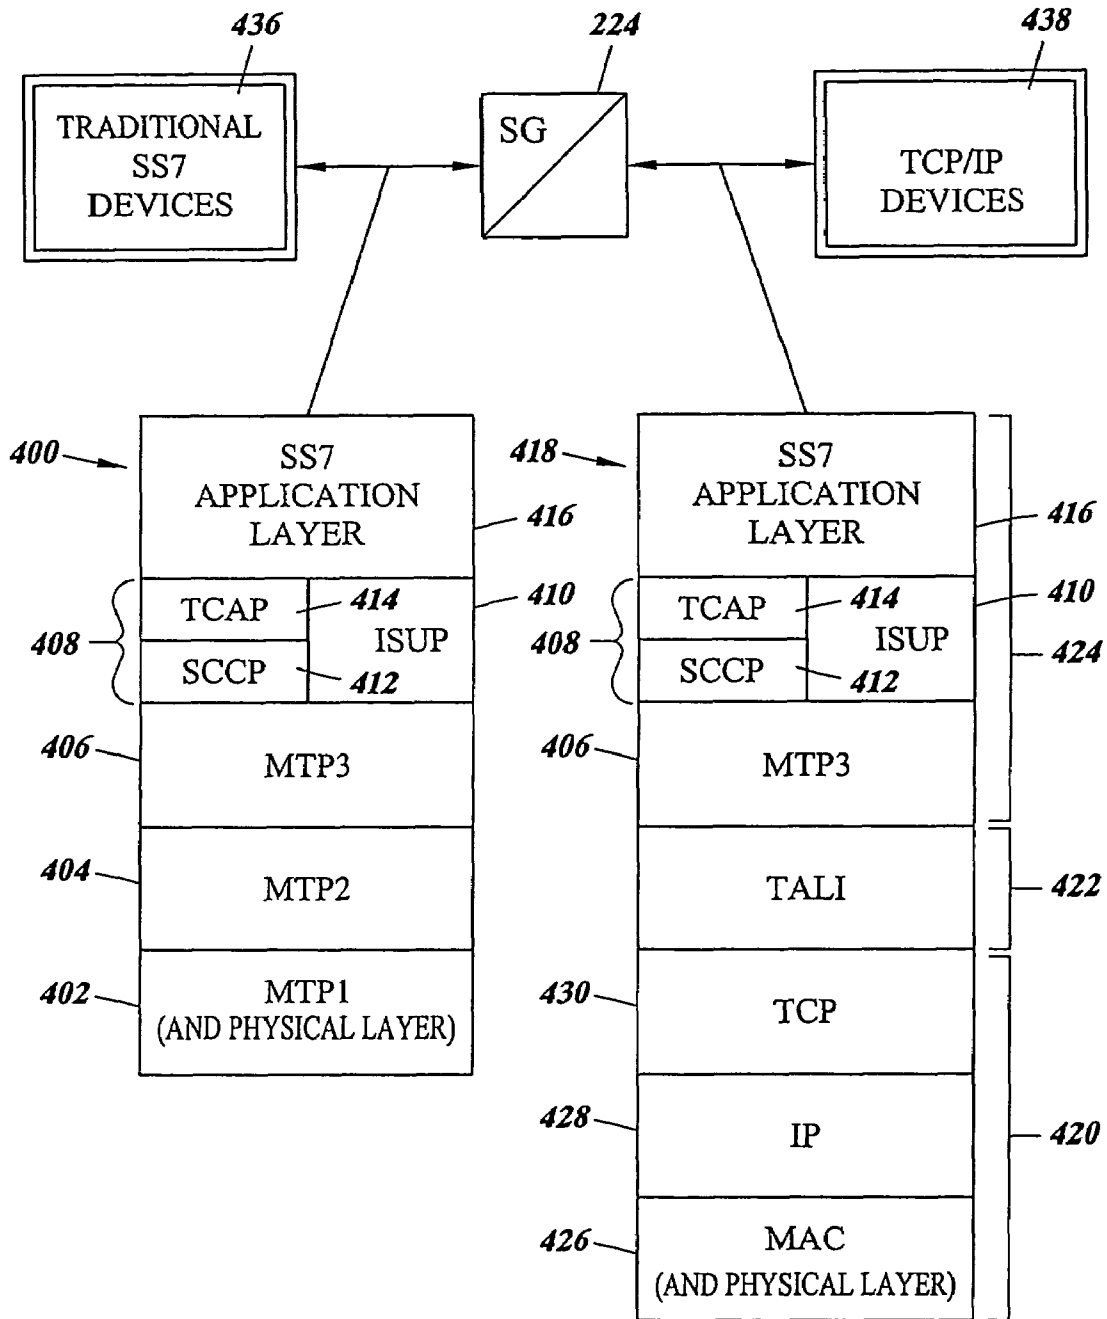 436
224
438
TRADITIONAL
SS7
DEVICES
SG
TCP/IP
DEVICES
400
SS7
APPLICATION
LAYER
416
408
TCAP
414
SCCP
412
ISUP
410
406
MTP3
404
MTP2
402
MTP1
(AND PHYSICAL LAYER)
418
SS7
APPLICATION
LAYER
416
408
TCAP
414
SCCP
412
ISUP
410
424
406
MTP3
TALI
422
430
TCP
428
IP
420
426
MAC
(AND PHYSICAL LAYER)